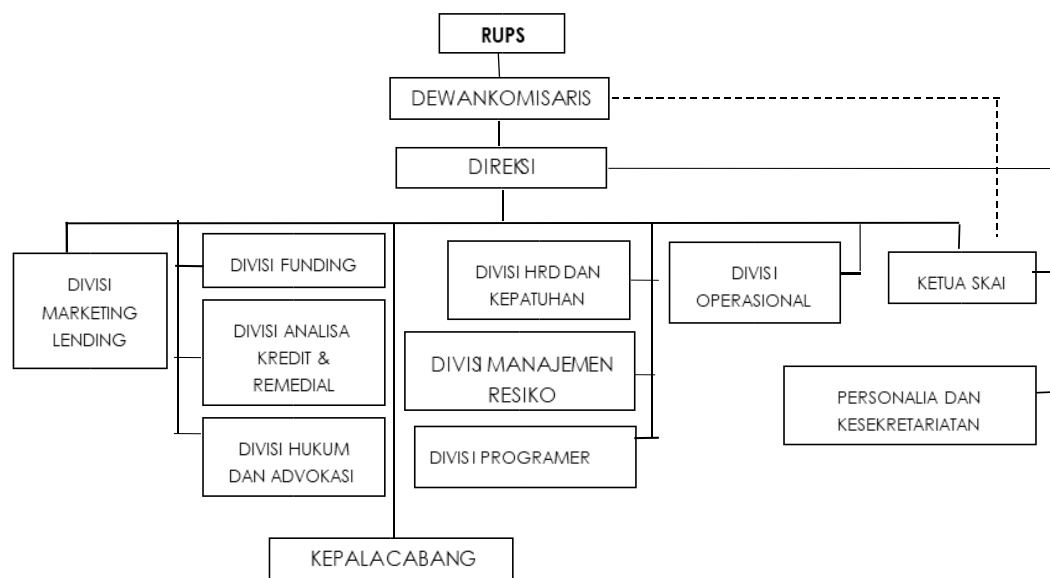 RUPS
DEWANKOMISARIS
DIREKSI
DIVISI
MARKETING
LENDING
DIVISI FUNDING
DIVISI ANALISA
KREDIT &
REMEDIAL
DIVISI HUKUM
DAN ADVOKASI
DIVISI HRD DAN
KEPATUHAN
DIVISI MANAJEMEN
RESIKO
DIVISI PROGRAMER
DIVISI
OPERASIONAL
KETUA SKAI
PERSONALIA DAN
KESEKRETARIATAN
KEPALACABANG